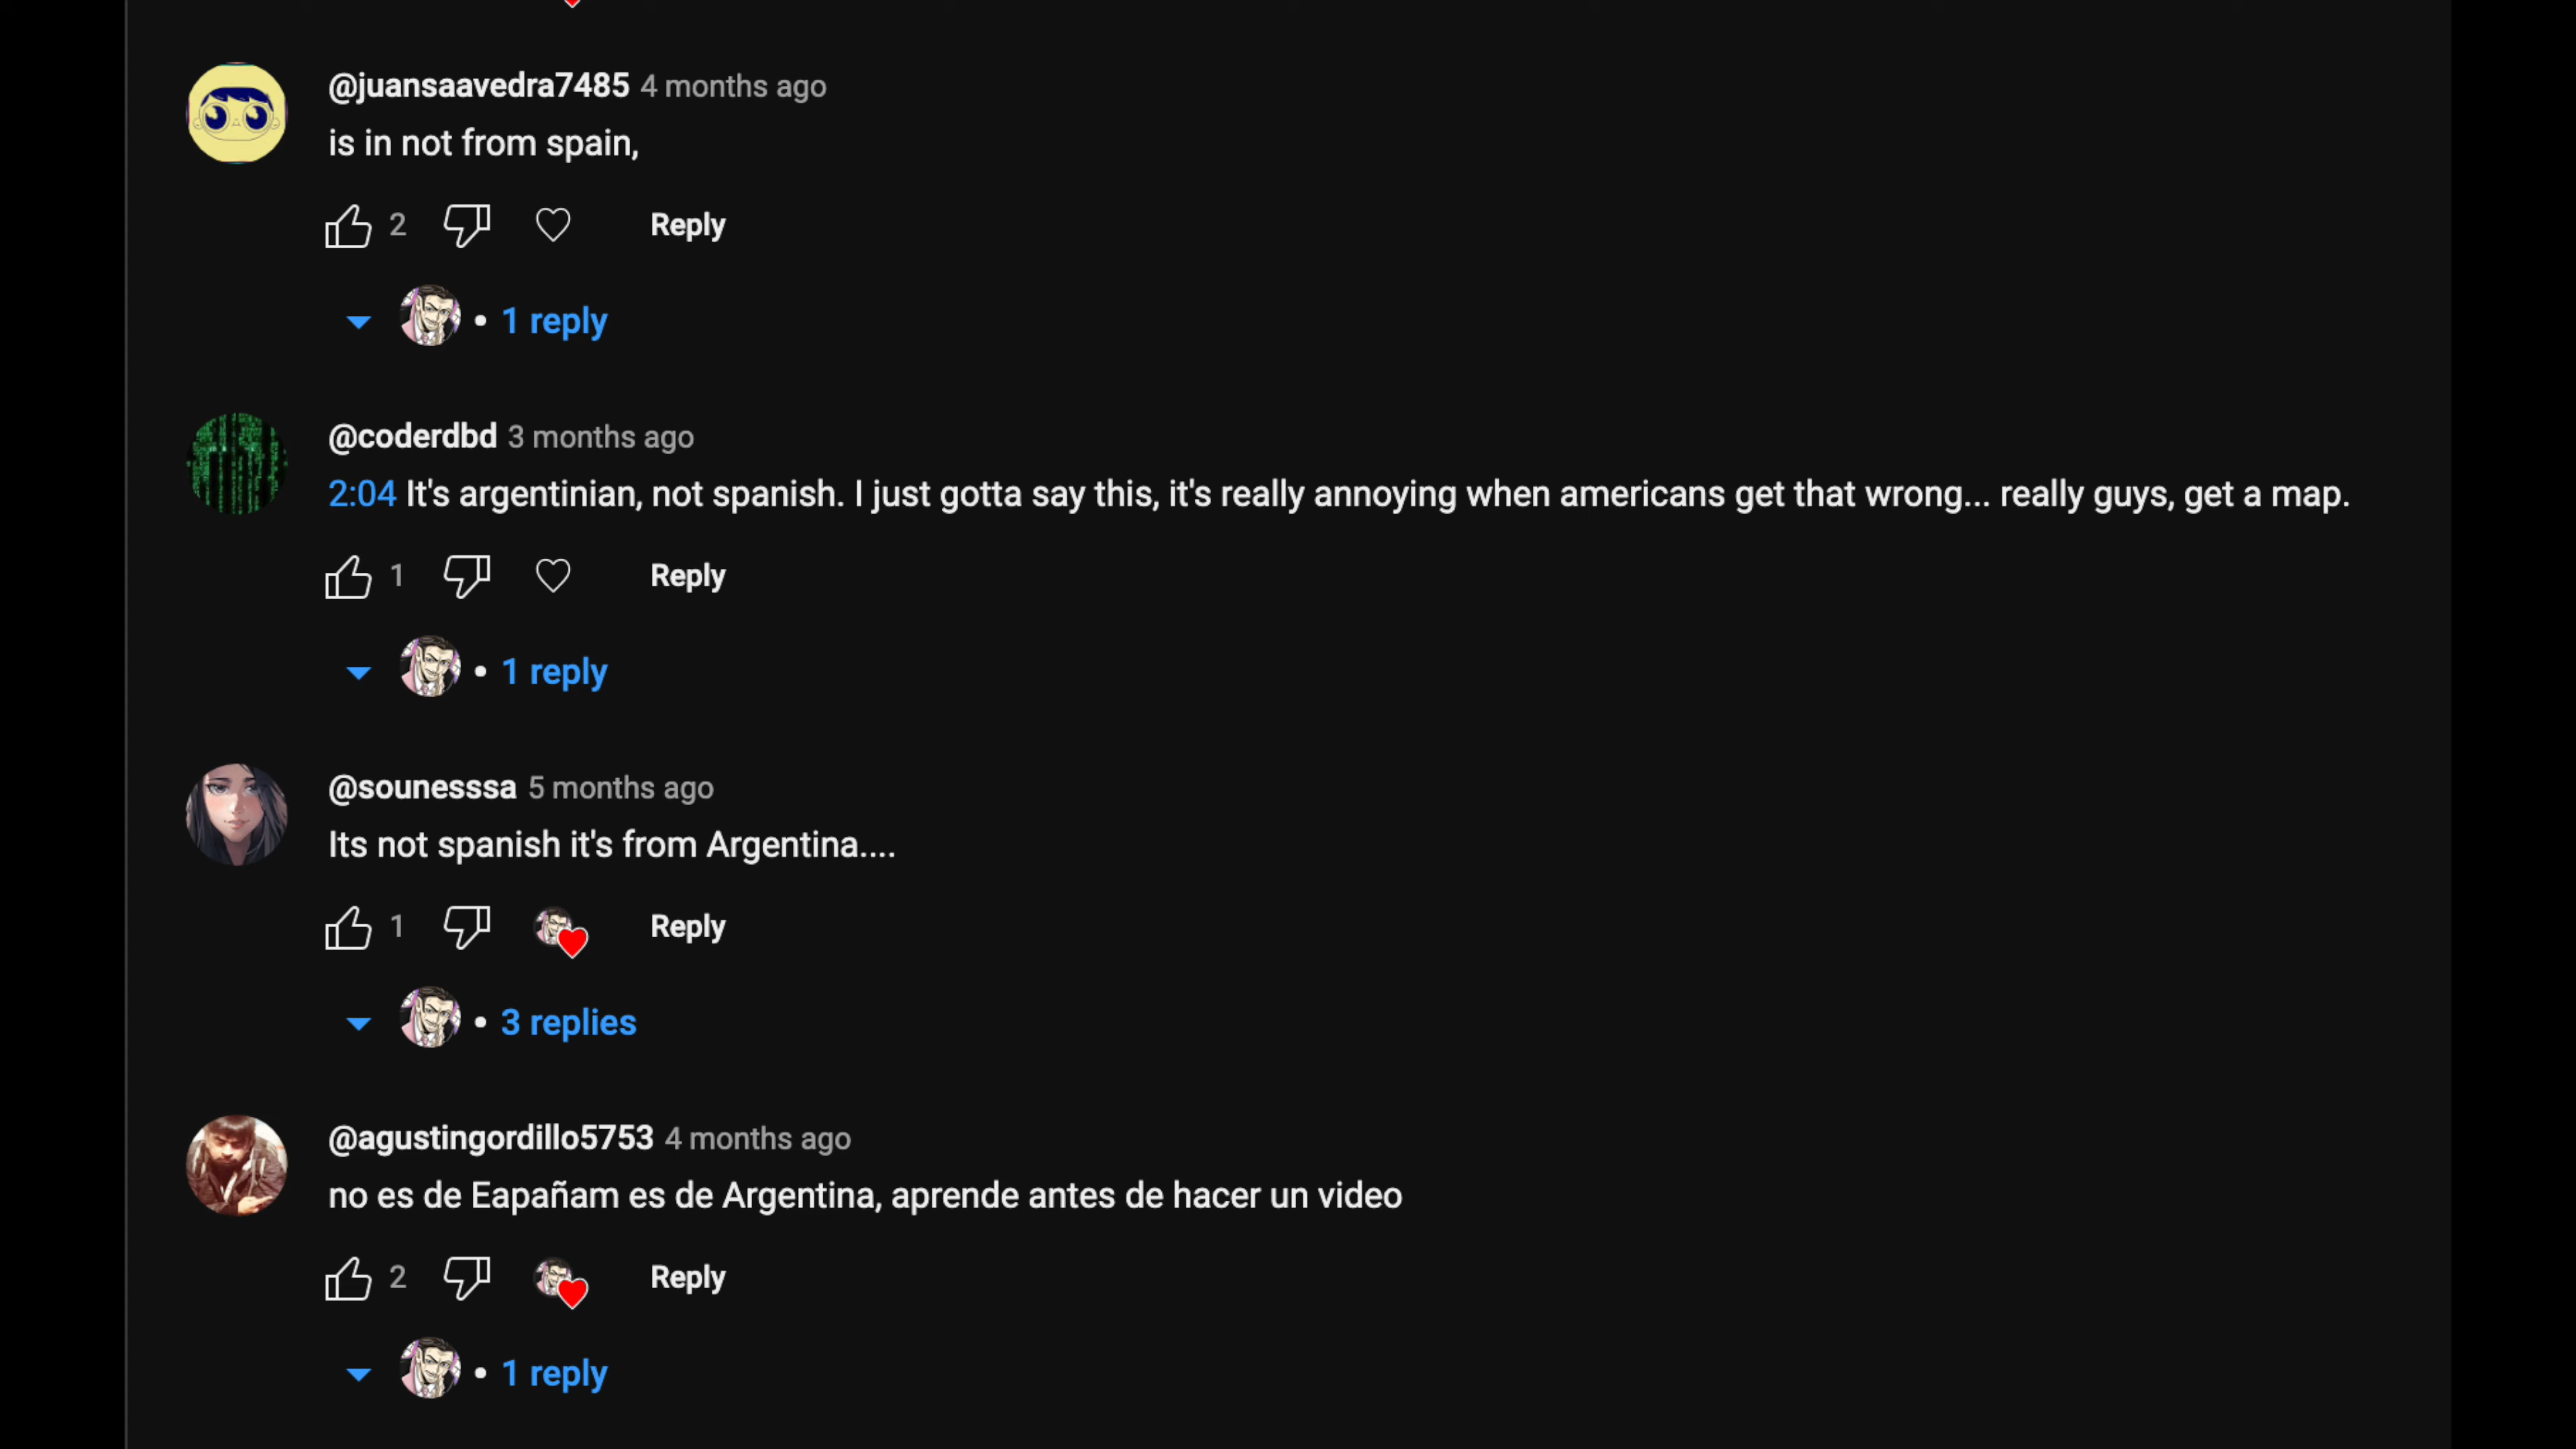 @juansaavedra7485 4 months ago
is in not from spain,
2 Reply
• 1 reply
@coderdbd 3 months ago
2:04 It's argentinian, not spanish. I just gotta say this, it's really annoying when americans get that wrong... really guys, get a map.
1 Reply
• 1 reply
@sounesssa 5 months ago
Its not spanish it's from Argentina....
1 Reply
• 3 replies
@agustingordillo5753 4 months ago
no es de Eapañam es de Argentina, aprende antes de hacer un video
2 Reply
• 1 reply